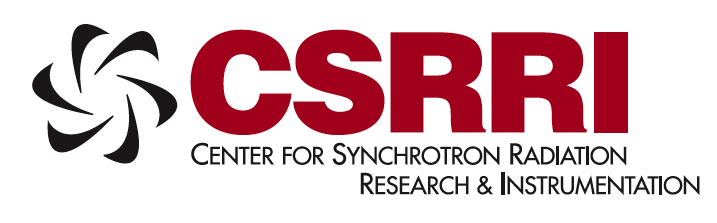 CSRRI
CENTER FOR SYNCHROTRON RADIATION
RESEARCH & INSTRUMENTATION